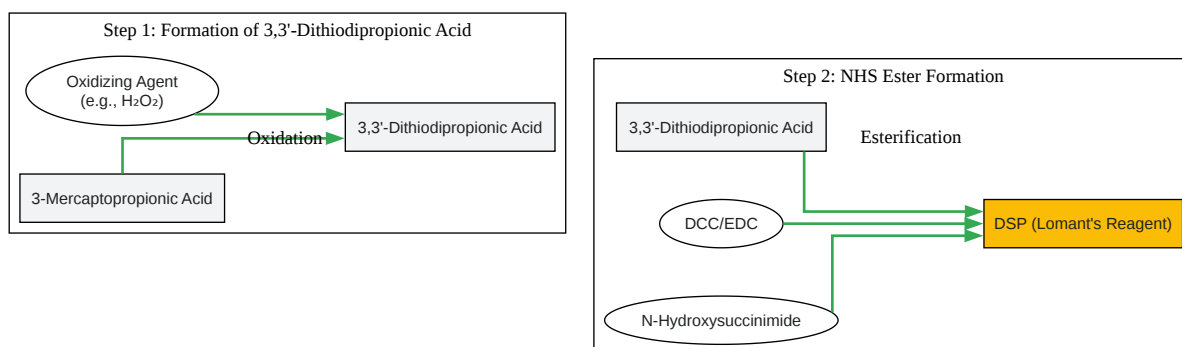 Step 1: Formation of 3,3'-Dithiodipropionic Acid
Oxidizing Agent
(e.g., H₂O₂)
3,3'-Dithiodipropionic Acid
Oxidation
3-Mercaptopropionic Acid
Step 2: NHS Ester Formation
3,3'-Dithiodipropionic Acid
Esterification
DCC/EDC
DSP (Lomant's Reagent)
N-Hydroxysuccinimide